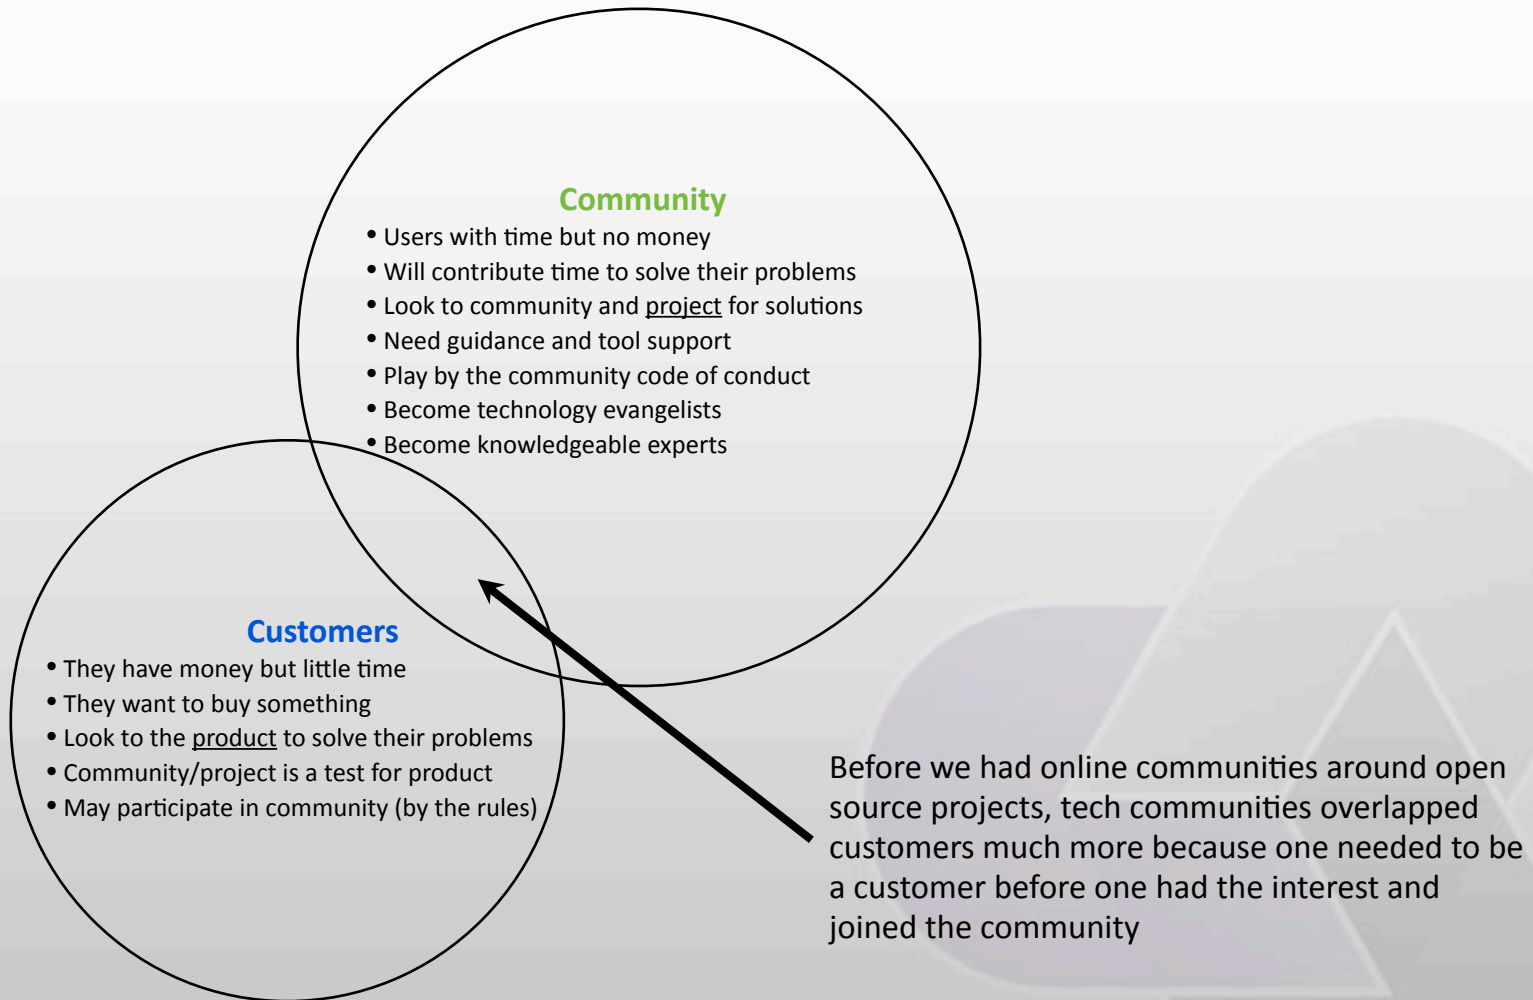 Community
• Users with time but no money
• Will contribute time to solve their problems
• Look to community and project for solutions
• Need guidance and tool support
• Play by the community code of conduct
• Become technology evangelists
• Become knowledgeable experts
Customers
• They have money but little time
• They want to buy something
• Look to the product to solve their problems
• Community/project is a test for product
• May participate in community (by the rules)
Before we had online communities around open
source projects, tech communities overlapped
customers much more because one needed to be
a customer before one had the interest and
joined the community